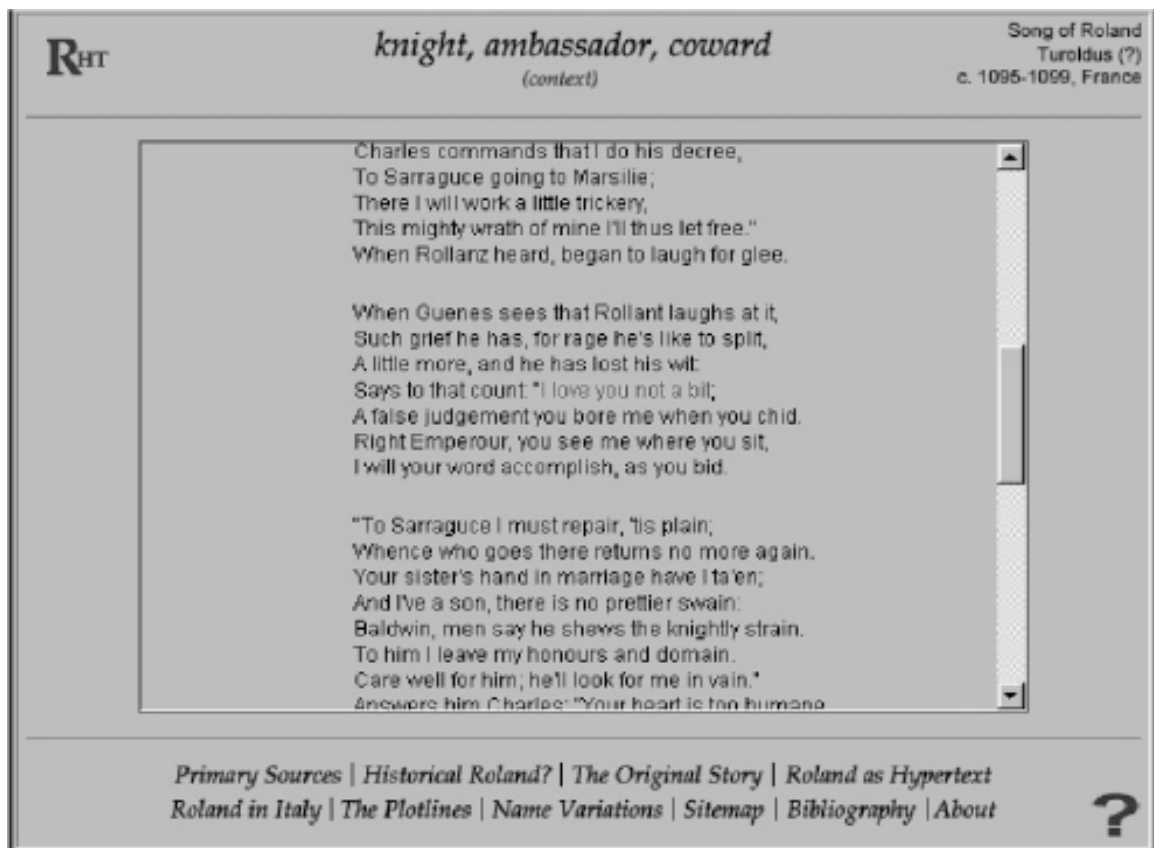 RHT
knight, ambassador, coward
(context)
Song of Roland
Turoldus (?)
c. 1095-1099, France
Charles commands that I do his decree,
To Sarraguce going to Marsilie;
There I will work a little trickery,
This mighty wrath of mine I'll thus let free."
When Rollanz heard, began to laugh for glee.
When Guenes sees that Rollant laughs at it,
Such grief he has, for rage he's like to split,
A little more, and he has lost his wit:
Says to that count: "I love you not a bit;
A false judgement you bore me when you chid.
Right Emperour, you see me where you sit,
I will your word accomplish, as you bid.
"To Sarraguce I must repair, 'tis plain;
Whence who goes there returns no more again.
Your sister's hand in marriage have I ta'en;
And I've a son, there is no prettier swain:
Baldwin, men say he shews the knightly strain.
To him I leave my honours and domain.
Care well for him; he'll look for me in vain."
Answers him Charles: "Your heart is too humane
Primary Sources | Historical Roland? | The Original Story | Roland as Hypertext
Roland in Italy | The Plotlines | Name Variations | Sitemap | Bibliography | About
?